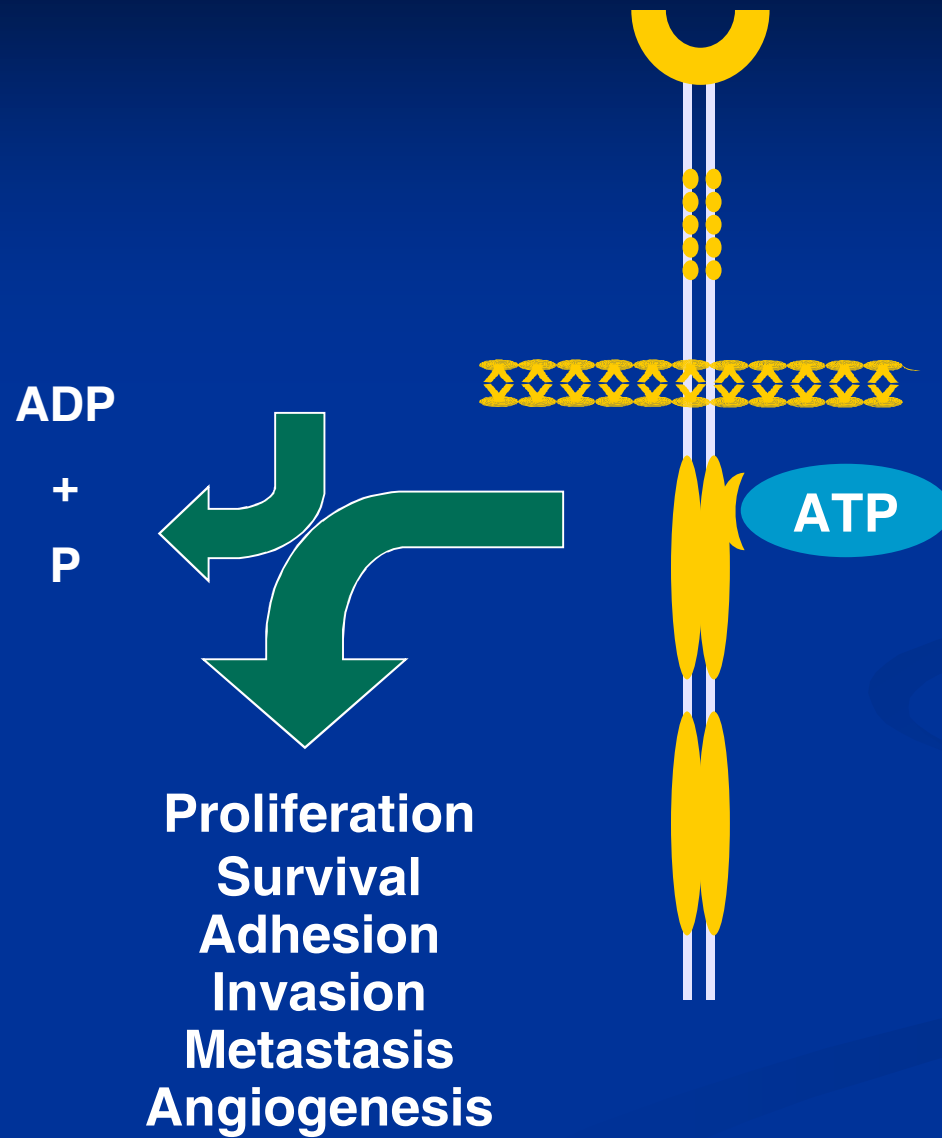 ADP
+
P
ATP
Proliferation
Survival
Adhesion
Invasion
Metastasis
Angiogenesis